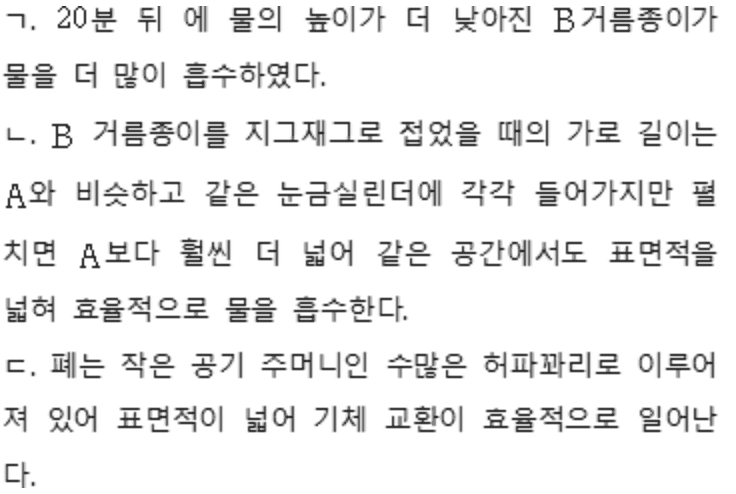 ㄱ. 20분 뒤 에 물의 높이가 더 낮아진 B거름종이가
물을 더 많이 흡수하였다.
ㄴ. B 거름종이를 지그재그로 접었을 때의 가로 길이는
A와 비슷하고 같은 눈금실린더에 각각 들어가지만 펼
치면 A보다 훨씬 더 넓어 같은 공간에서도 표면적을
넓혀 효율적으로 물을 흡수한다.
ㄷ. 폐는 작은 공기 주머니인 수많은 허파꽈리로 이루어
져 있어 표면적이 넓어 기체 교환이 효율적으로 일어난
다.